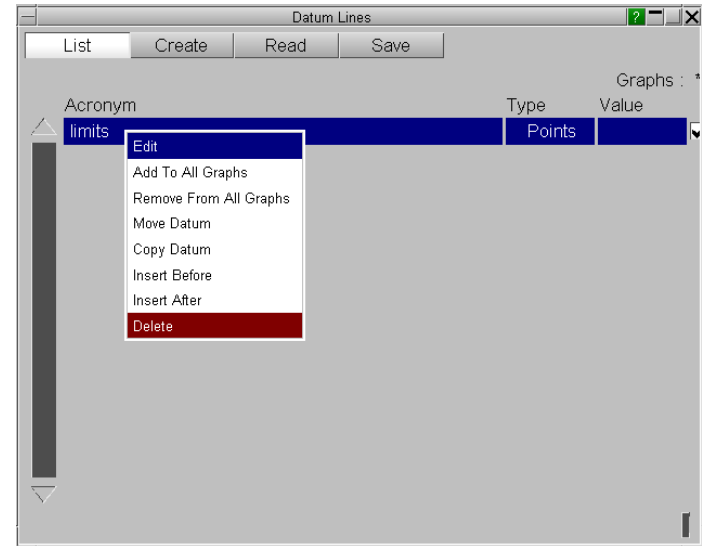 Datum Lines ?
List Create Read Save
Graphs : *
Acronym Type Value
limits Points
Edit
Add To All Graphs
Remove From All Graphs
Move Datum
Copy Datum
Insert Before
Insert After
Delete